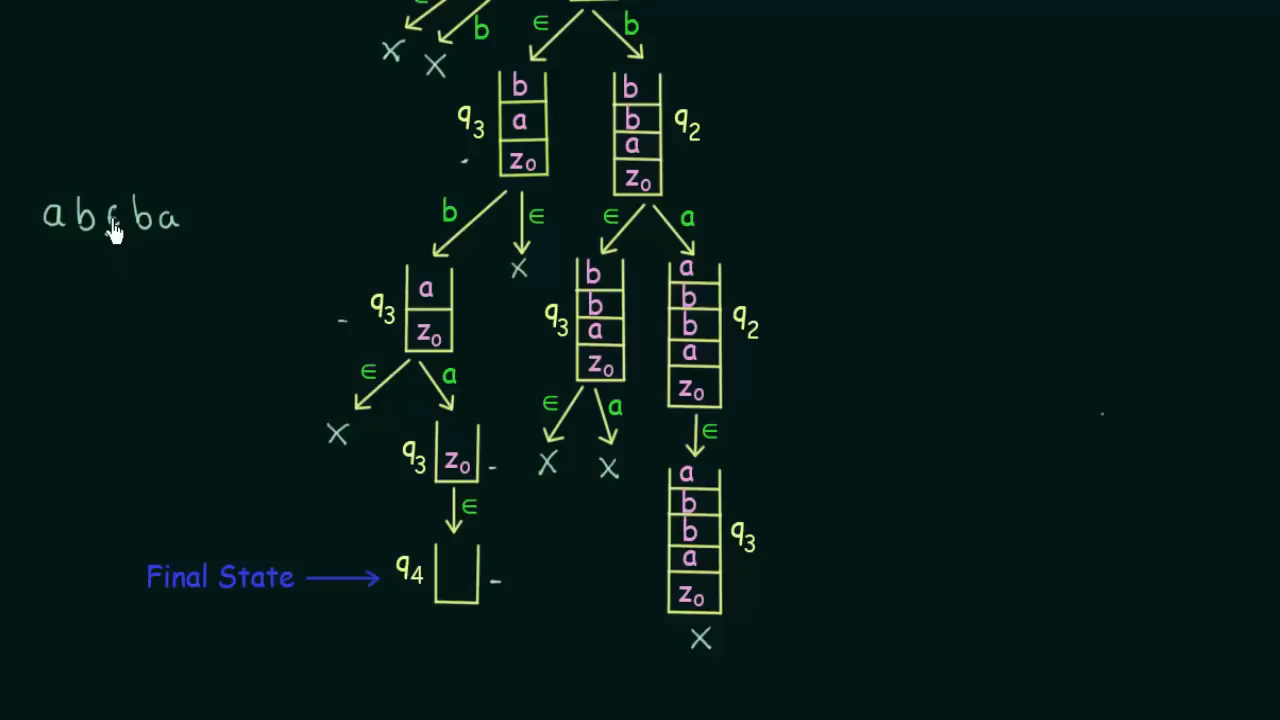 ∈ b
∈ b
b b
q3 a b q2
z0 a
z0
b ∈ ∈ a
a b c b a
x x
a b a
q3 z0 q3 b b q2
a b
z0 a
z0
∈ a ∈ a ∈
x q3 z0 x x a
∈ b
Final State → q4 b q3
a
z0
x